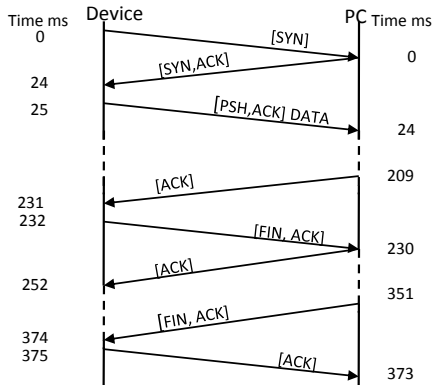 Device
PC
Time ms
Time ms
0
[SYN]
0
[SYN,ACK]
24
25
[PSH,ACK] DATA
24
209
[ACK]
231
232
[FIN, ACK]
230
[ACK]
252
351
[FIN, ACK]
374
375
[ACK]
373